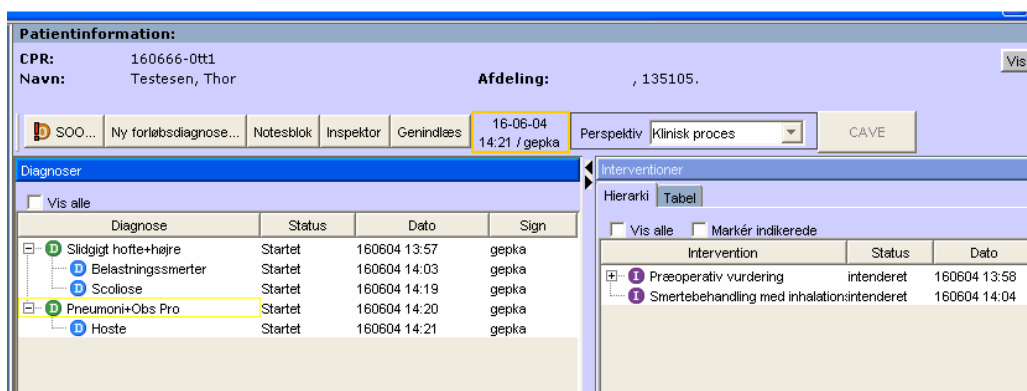 Patientinformation:
CPR: 160666-0tt1
Vis
Navn: Testesen, Thor Afdeling: , 135105.
SOO... Ny forløbsdiagnose... Notesblok Inspektor Genindlæs 16-06-04 Perspektiv Klinisk proces CAVE
14:21 / gepka
Diagnoser
Vis alle
Diagnose Status Dato Sign
Slidgigt hofte+højre Startet 160604 13:57 gepka
Belastningssmerter Startet 160604 14:03 gepka
Scoliose Startet 160604 14:19 gepka
Pneumoni+Obs Pro Startet 160604 14:20 gepka
Hoste Startet 160604 14:21 gepka
Interventioner
Hierarki Tabel
Vis alle Markér indikerede
Intervention Status Dato
Præoperativ vurdering intenderet 160604 13:58
Smertebehandling med inhalation: intenderet 160604 14:04